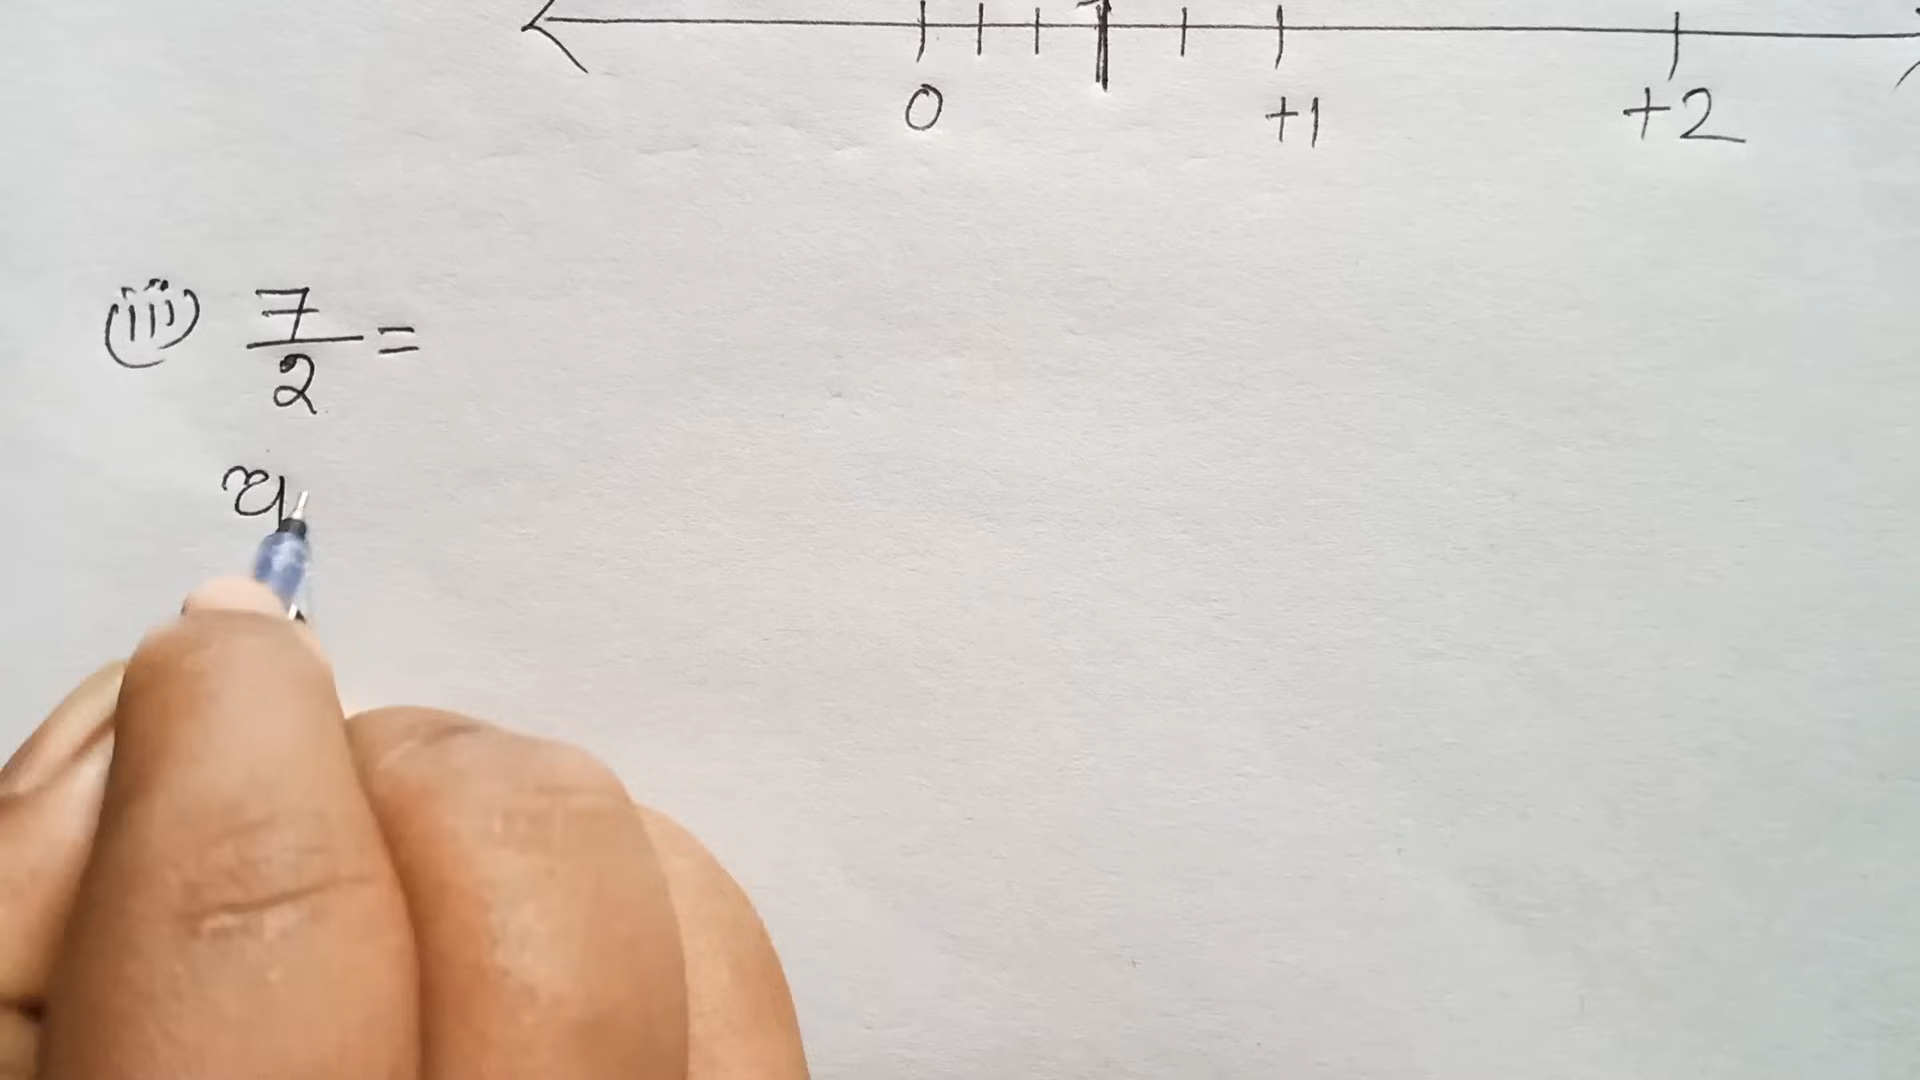 0 +1 +2
(iii) 7/2 =